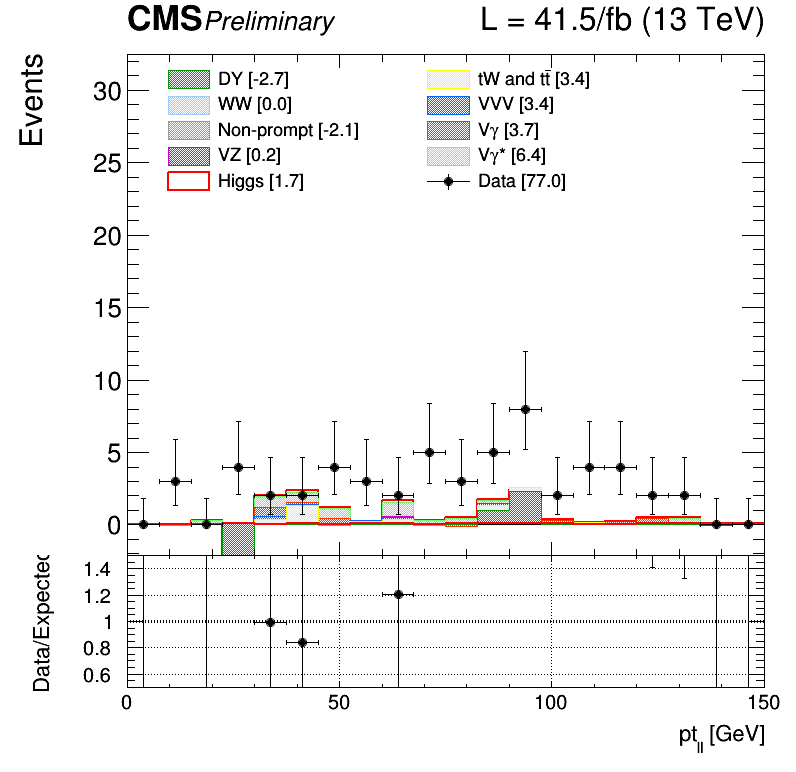 CMS Preliminary L = 41.5/fb (13 TeV)
Events
DY [-2.7]
WW [0.0]
Non-prompt [-2.1]
VZ [0.2]
Higgs [1.7]
tW and tt̄ [3.4]
VVV [3.4]
Vγ [3.7]
Vγ* [6.4]
Data [77.0]
30
25
20
15
10
5
0
Data/Expected
1.4
1.2
1
0.8
0.6
0 50 100 150
pt_ll [GeV]